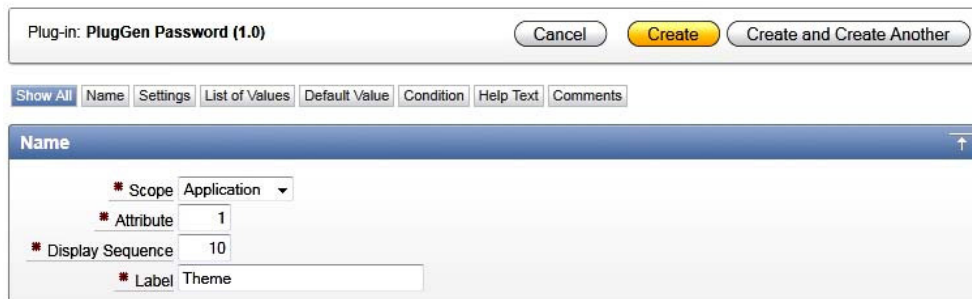 Plug-in: PlugGen Password (1.0) Cancel Create Create and Create Another
Show All Name Settings List of Values Default Value Condition Help Text Comments
Name
* Scope Application
* Attribute 1
* Display Sequence 10
* Label Theme